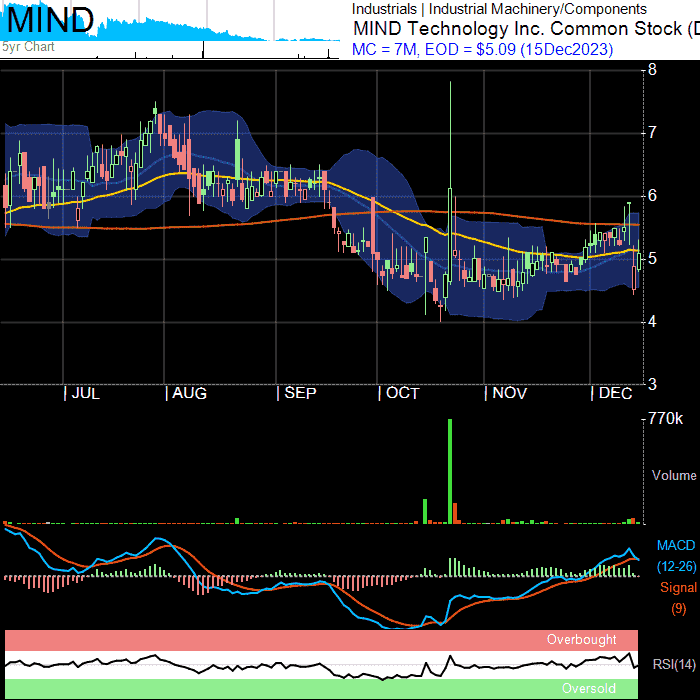 MIND
5yr Chart
Industrials | Industrial Machinery/Components
MIND Technology Inc. Common Stock (D
MC = 7M, EOD = $5.09 (15Dec2023)
8
7
6
5
4
3
JUL AUG SEP OCT NOV DEC
770k
Volume
MACD
(12-26)
Signal
(9)
Overbought
RSI(14)
Oversold